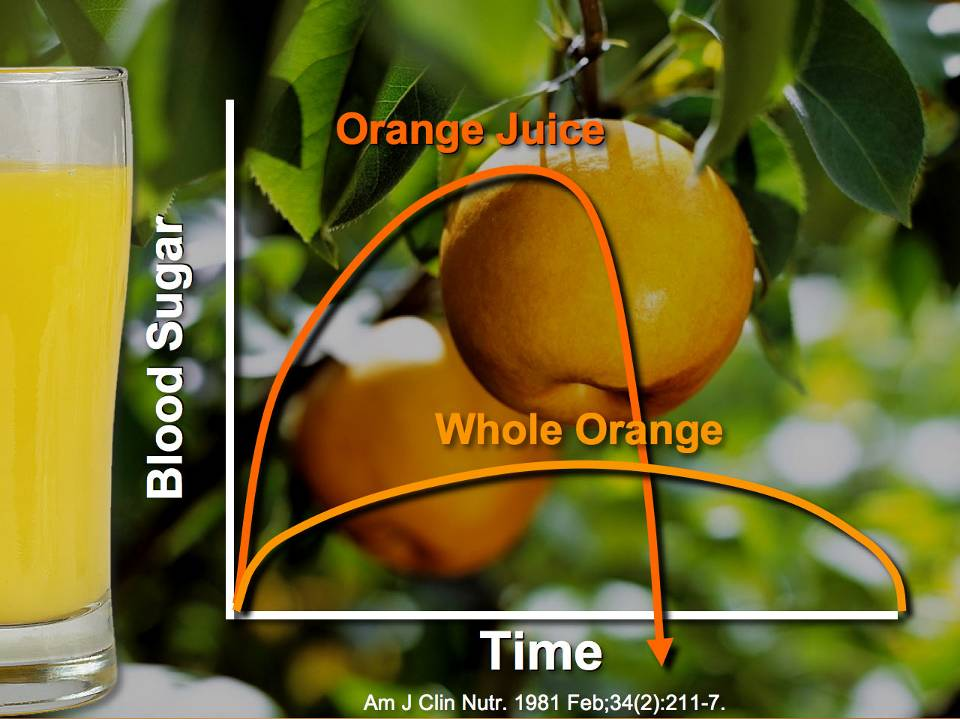 Orange Juice
Blood Sugar
Whole Orange
Time
Am J Clin Nutr. 1981 Feb;34(2):211-7.